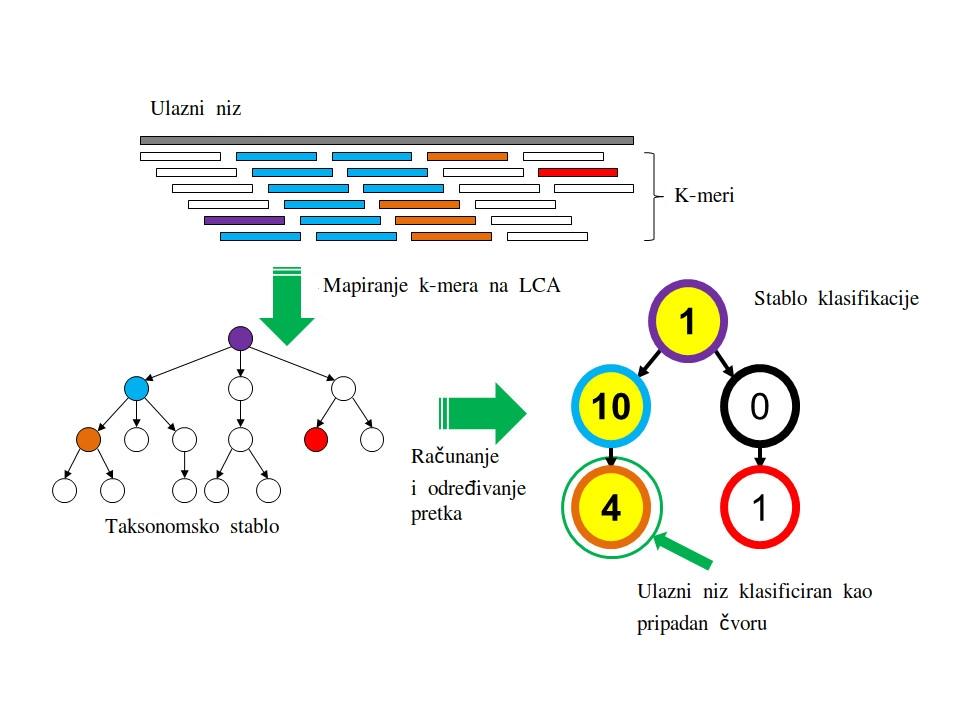 Ulazni niz
K-meri
Mapiranje k-mera na LCA
Stablo klasifikacije
1
10
0
Računanje
i određivanje
pretka
4
1
Taksonomsko stablo
Ulazni niz klasificiran kao
pripadan čvoru